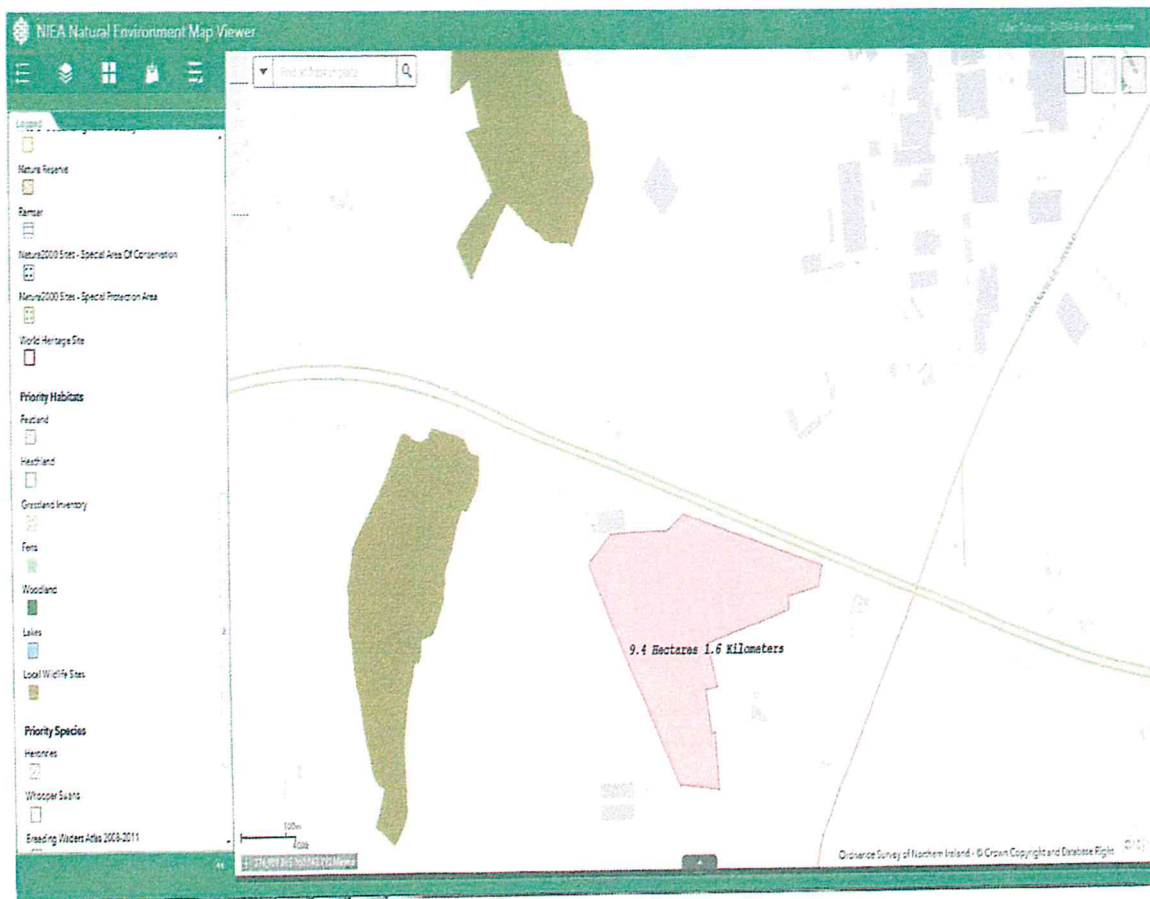 NIEA Natural Environment Map Viewer
Find address or place
Legend
Nature Reserve
Ramsar
Natura2000 Sites - Special Area Of Conservation
Natura2000 Sites - Special Protection Area
World Heritage Site
Priority Habitats
Peatland
Heathland
Grassland Inventory
Fens
Woodland
Lakes
Local Wildlife Sites
Priority Species
Heronries
Whooper Swans
Breeding Waders Atlas 2008-2011
9.4 Hectares 1.6 Kilometers
100m
400ft
Ordnance Survey of Northern Ireland - © Crown Copyright and Database Right